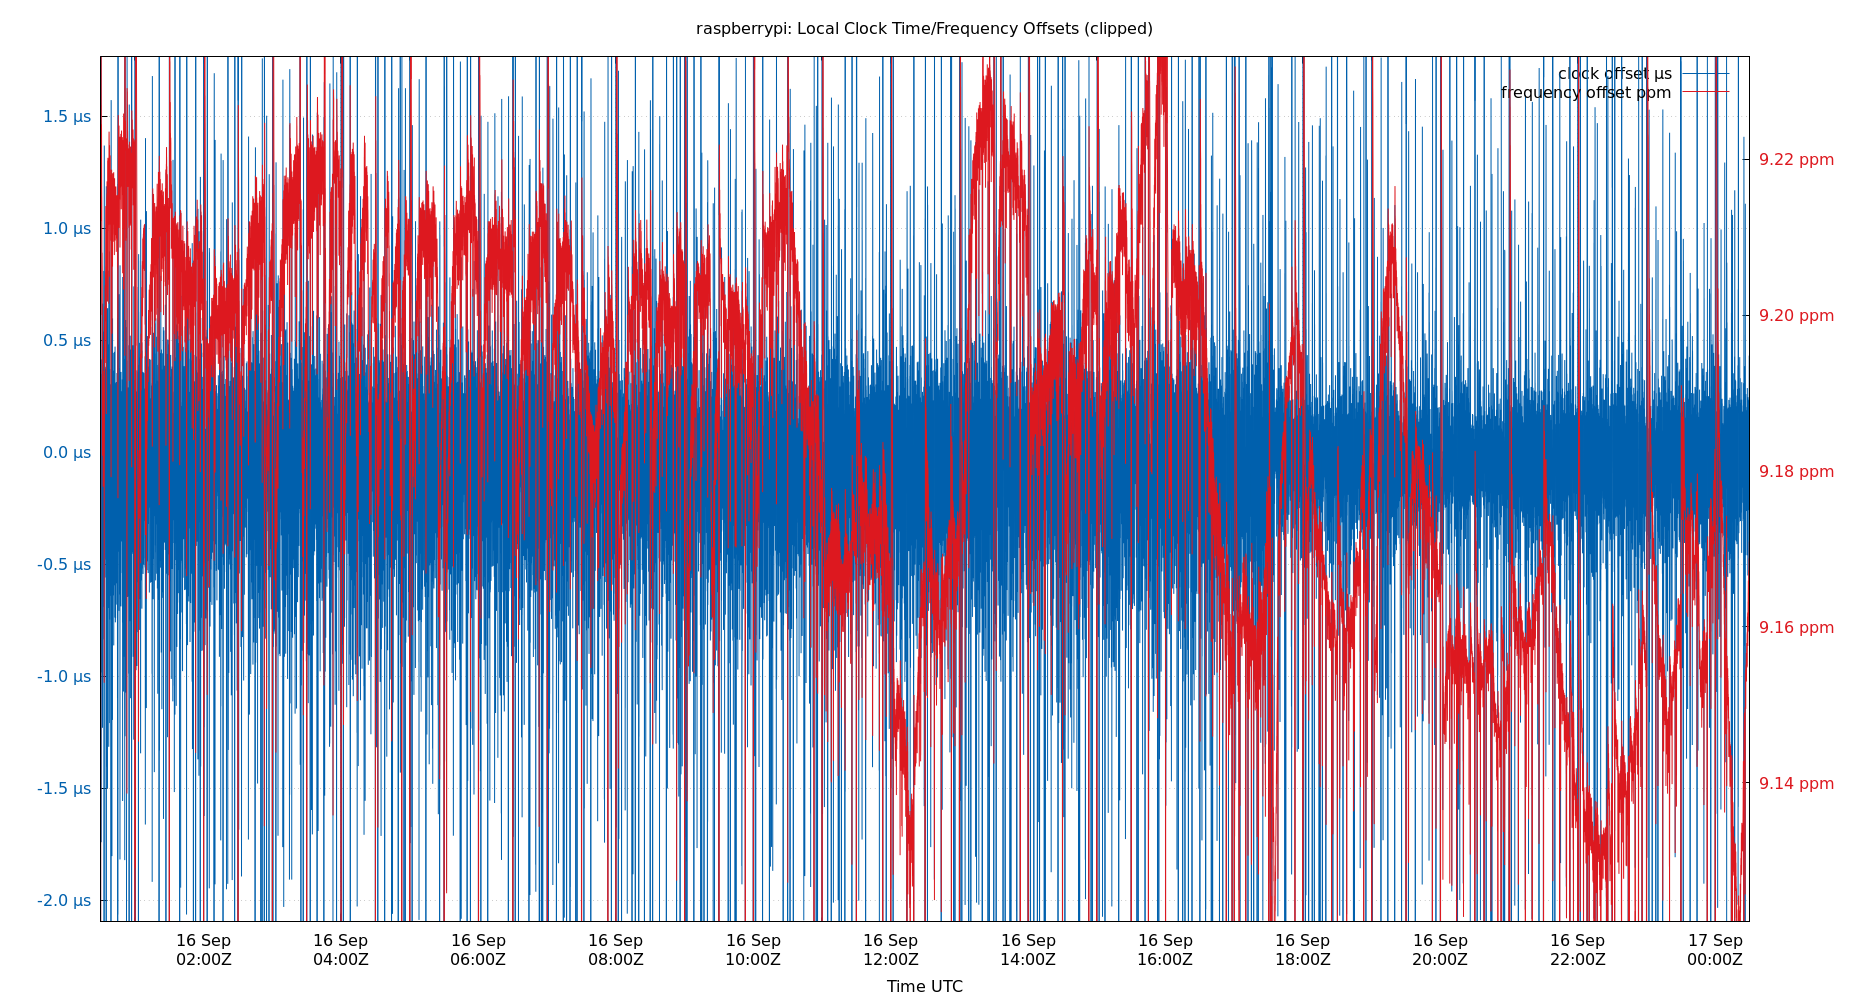 raspberrypi: Local Clock Time/Frequency Offsets (clipped)
clock offset µs
frequency offset ppm
1.5 µs
1.0 µs
0.5 µs
0.0 µs
-0.5 µs
-1.0 µs
-1.5 µs
-2.0 µs
9.22 ppm
9.20 ppm
9.18 ppm
9.16 ppm
9.14 ppm
16 Sep
02:00Z
16 Sep
04:00Z
16 Sep
06:00Z
16 Sep
08:00Z
16 Sep
10:00Z
16 Sep
12:00Z
16 Sep
14:00Z
16 Sep
16:00Z
16 Sep
18:00Z
16 Sep
20:00Z
16 Sep
22:00Z
17 Sep
00:00Z
Time UTC